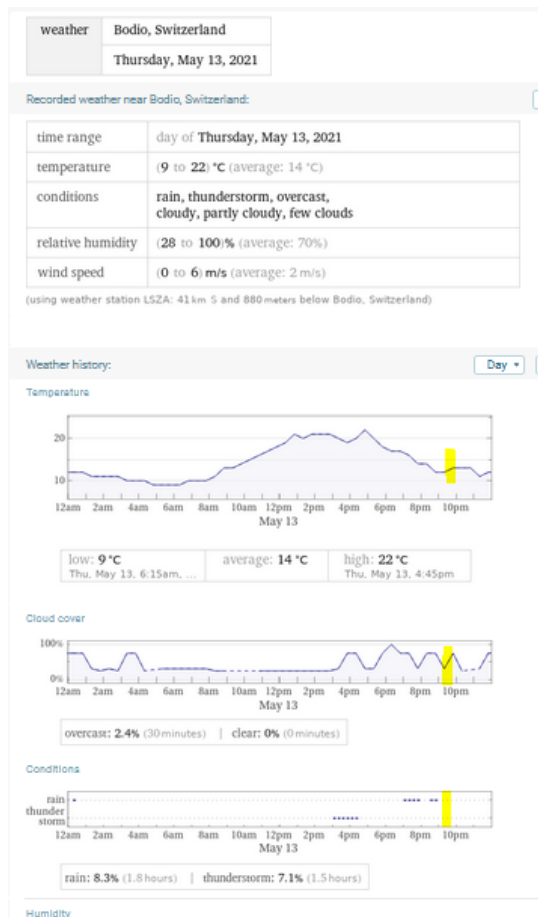 weather
Bodio, Switzerland
Thursday, May 13, 2021
Recorded weather near Bodio, Switzerland:
time range day of Thursday, May 13, 2021
temperature (9 to 22) °C (average: 14 °C)
conditions rain, thunderstorm, overcast,
cloudy, partly cloudy, few clouds
relative humidity (28 to 100)% (average: 70%)
wind speed (0 to 6) m/s (average: 2 m/s)
(using weather station LSZA: 41 km S and 880 meters below Bodio, Switzerland)
Weather history: Day
Temperature
20
10
12am 2am 4am 6am 8am 10am 12pm 2pm 4pm 6pm 8pm 10pm
May 13
low: 9 °C average: 14 °C high: 22 °C
Thu, May 13, 6:15am, ... Thu, May 13, 4:45pm
Cloud cover
100%
0%
12am 2am 4am 6am 8am 10am 12pm 2pm 4pm 6pm 8pm 10pm
May 13
overcast: 2.4% (30 minutes) | clear: 0% (0 minutes)
Conditions
rain
thunder
storm
12am 2am 4am 6am 8am 10am 12pm 2pm 4pm 6pm 8pm 10pm
May 13
rain: 8.3% (1.8 hours) | thunderstorm: 7.1% (1.5 hours)
Humidity